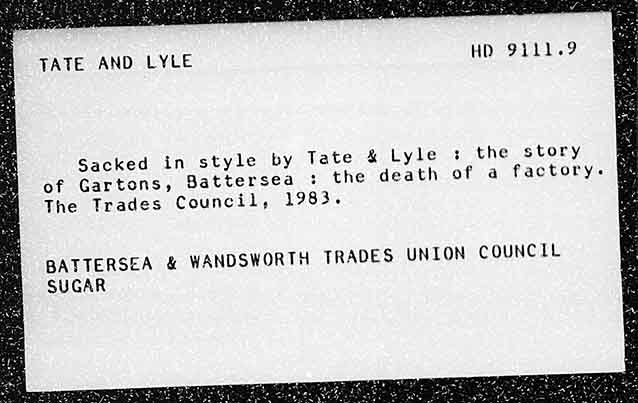 TATE AND LYLE HD 9111.9
Sacked in style by Tate & Lyle : the story
of Gartons, Battersea : the death of a factory.
The Trades Council, 1983.
BATTERSEA & WANDSWORTH TRADES UNION COUNCIL
SUGAR